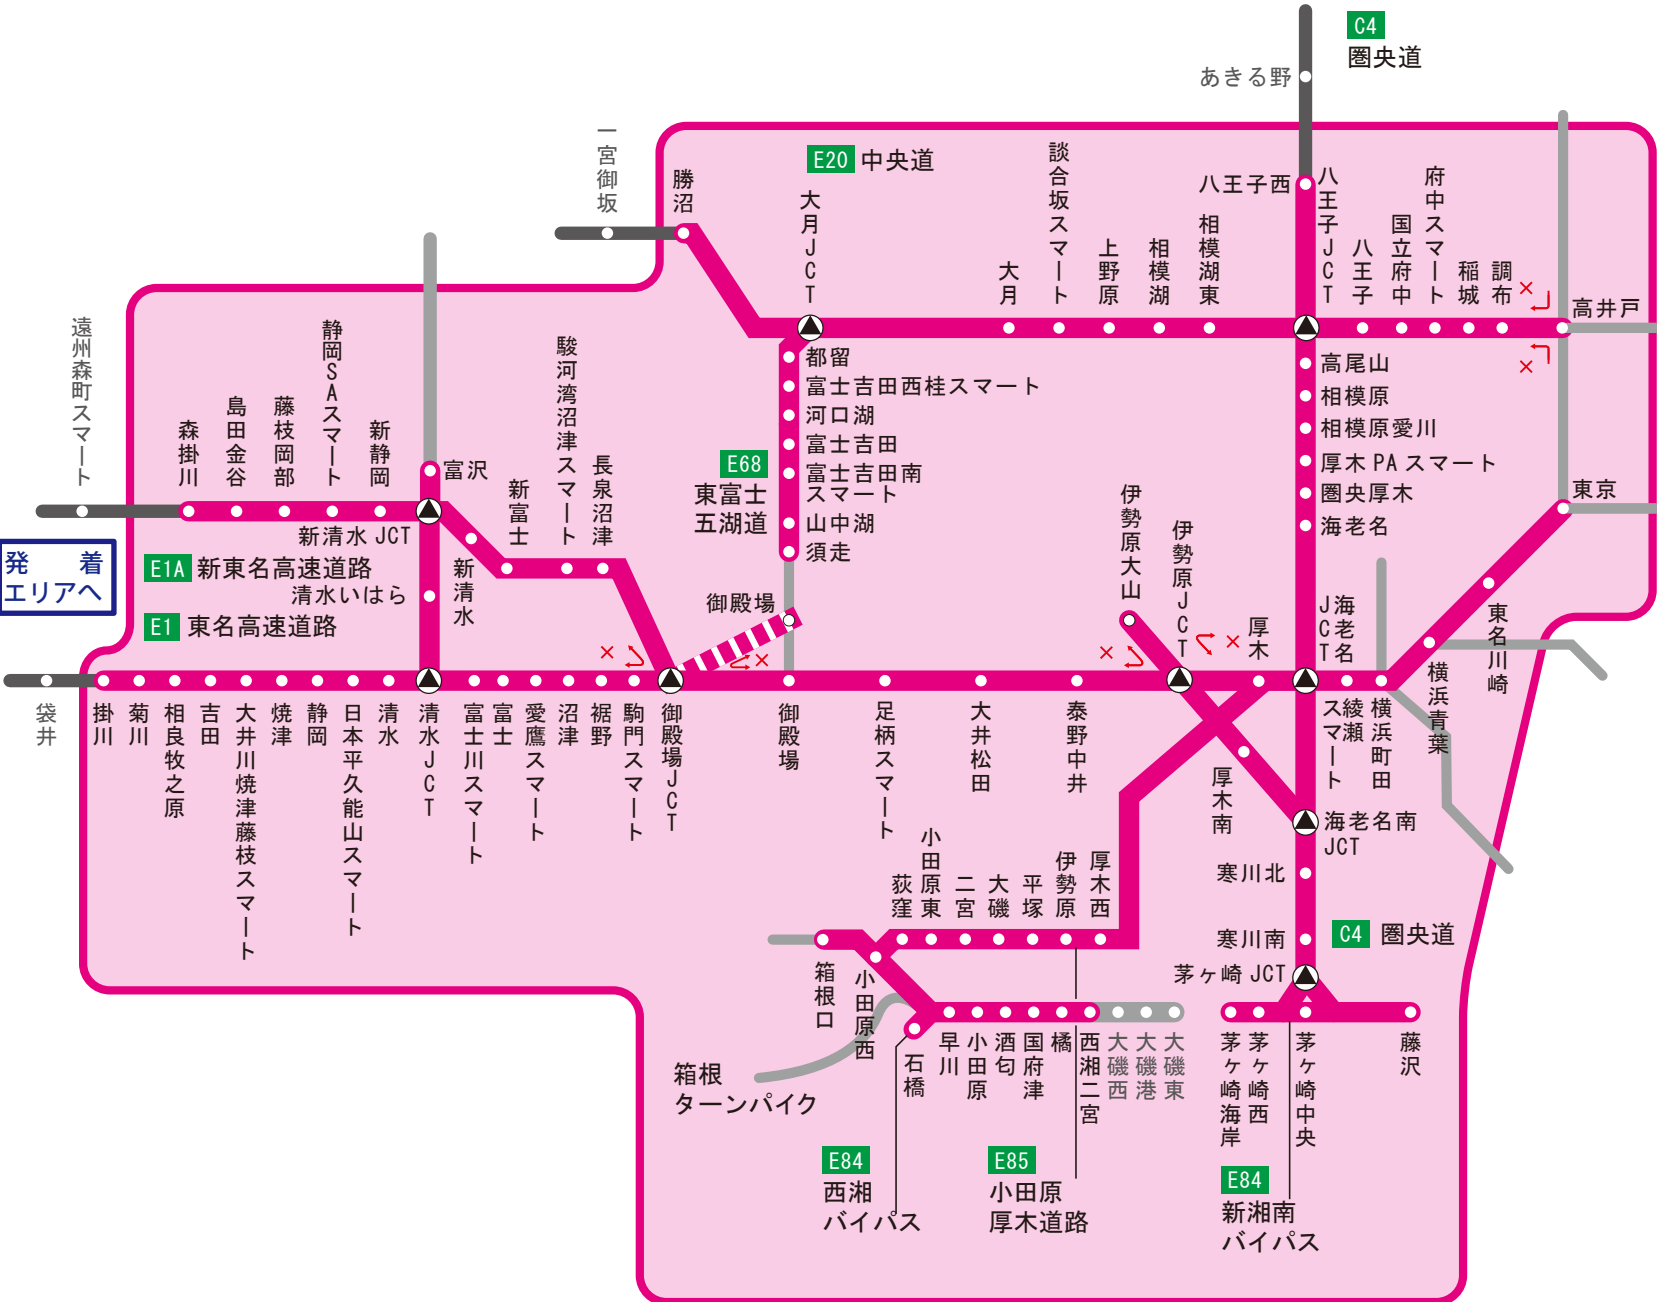 C4
圏央道
あきる野
一宮御坂
勝沼
E20 中央道
大月JCT
大月
談合坂スマート
上野原
相模湖
相模湖東
八王子西
八王子JCT
八王子
国立府中
府中スマート
稲城
調布
高井戸
都留
富士吉田西桂スマート
河口湖
富士吉田
富士吉田南
スマート
山中湖
須走
E68
東富士
五湖道
御殿場
高尾山
相模原
相模原愛川
厚木 PA スマート
圏央厚木
海老名
遠州森町スマート
森掛川
島田金谷
藤枝岡部
静岡SAスマート
新静岡
富沢
新清水 JCT
新清水
新富士
駿河湾沼津スマート
長泉沼津
発 着
エリアへ
E1A 新東名高速道路
清水いはら
E1 東名高速道路
伊勢原大山
伊勢原JCT
厚木
海老名
JCT
東京
東名川崎
横浜青葉
袋井
掛川
菊川
相良牧之原
吉田
大井川焼津藤枝スマート
焼津
静岡
日本平久能山スマート
清水
清水JCT
富士川スマート
富士
愛鷹スマート
沼津
裾野
駒門スマート
御殿場JCT
御殿場
足柄スマート
大井松田
秦野中井
厚木南
綾瀬
スマート
横浜町田
海老名南
JCT
寒川北
寒川南
C4 圏央道
茅ヶ崎 JCT
荻窪
小田原東
二宮
大磯
平塚
伊勢原
厚木西
箱根口
小田原西
石橋
早川
小田原
酒匂
国府津
橘
西湘二宮
大磯西
大磯港
大磯東
茅ヶ崎海岸
茅ヶ崎西
茅ヶ崎中央
藤沢
箱根
ターンパイク
E84
西湘
バイパス
E85
小田原
厚木道路
E84
新湘南
バイパス